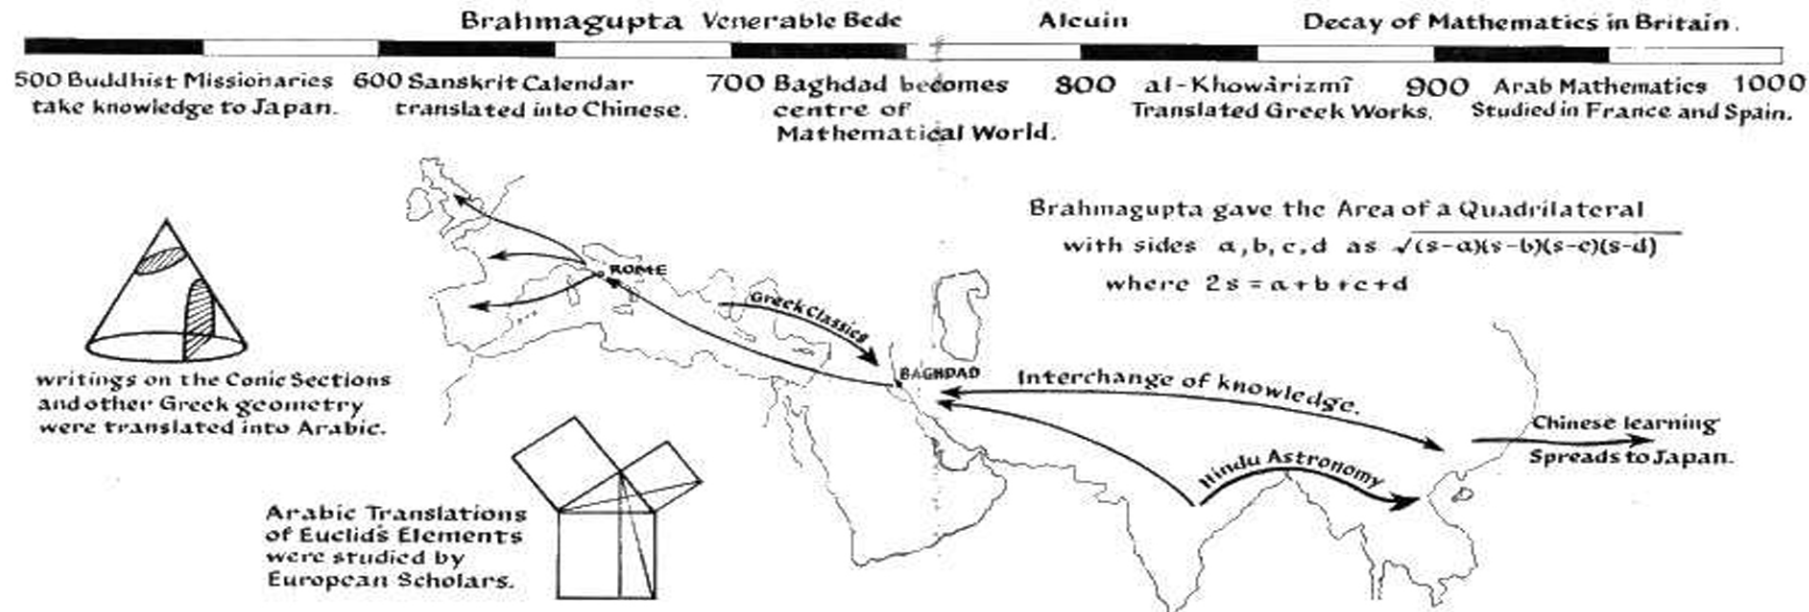 Brahmagupta Venerable Bede Alcuin Decay of Mathematics in Britain.
500 Buddhist Missionaries
take knowledge to Japan.
600 Sanskrit Calendar
translated into Chinese.
700 Baghdad becomes
centre of
Mathematical World.
800 al-Khowârizmî
Translated Greek Works.
900 Arab Mathematics
Studied in France and Spain.
1000
Brahmagupta gave the Area of a Quadrilateral
with sides a, b, c, d as √(s-a)(s-b)(s-c)(s-d)
where 2s = a+b+c+d
ROME
Greek Classics
BAGHDAD
Interchange of knowledge.
Hindu Astronomy
Chinese learning
Spreads to Japan.
writings on the Conic Sections
and other Greek geometry
were translated into Arabic.
Arabic Translations
of Euclid's Elements
were studied by
European Scholars.